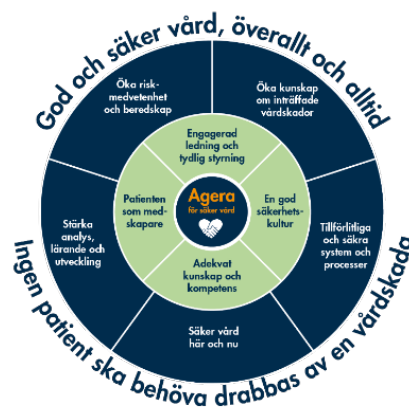 God och säker vård, överallt och alltid
Öka risk-
medvetenhet
och beredskap
Öka kunskap
om inträffade
vårdskador
Engagerad
ledning och
tydlig styrning
Patienten
som med-
skapare
Agera
för säker vård
En god
säkerhets-
kultur
Stärka
analys,
lärande och
utveckling
Tillförlitliga
och säkra
system och
processer
Adekvat
kunskap och
kompetens
Säker vård
här och nu
Ingen patient ska behöva drabbas av en vårdskada